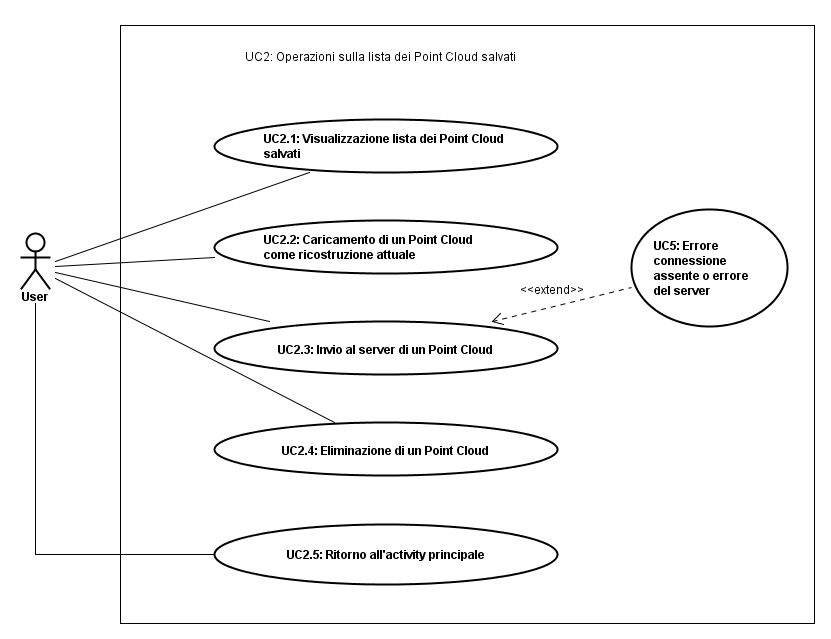 UC2: Operazioni sulla lista dei Point Cloud salvati
UC2.1: Visualizzazione lista dei Point Cloud
salvati
UC2.2: Caricamento di un Point Cloud
come ricostruzione attuale
UC5: Errore
connessione
assente o errore
del server
<<extend>>
User
UC2.3: Invio al server di un Point Cloud
UC2.4: Eliminazione di un Point Cloud
UC2.5: Ritorno all'activity principale